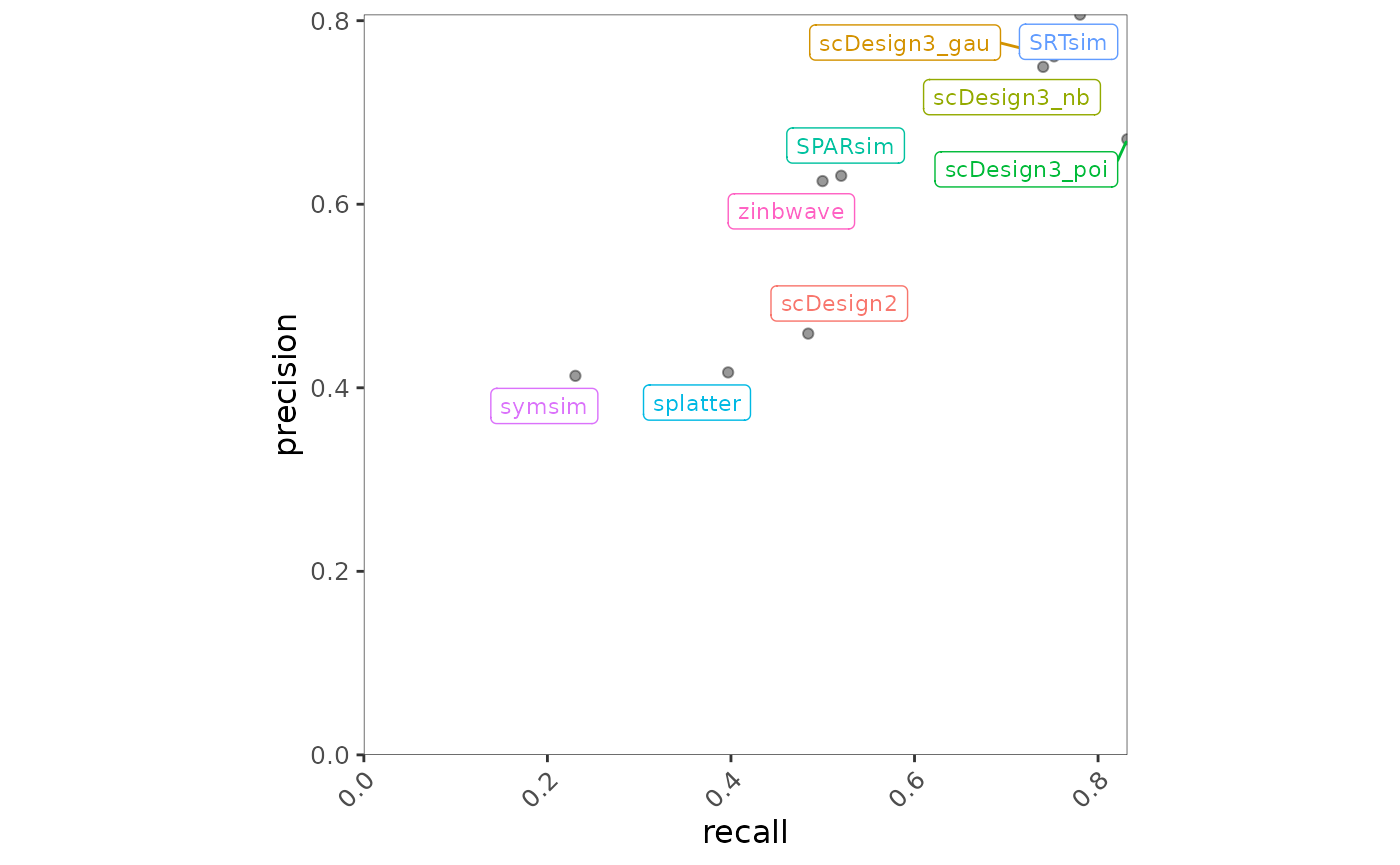 0.8
scDesign3_gau
SRTsim
scDesign3_nb
SPARsim
scDesign3_poi
0.6
zinbwave
scDesign2
0.4
symsim
splatter
precision
0.2
0.0
0.0
0.2
0.4
0.6
0.8
recall